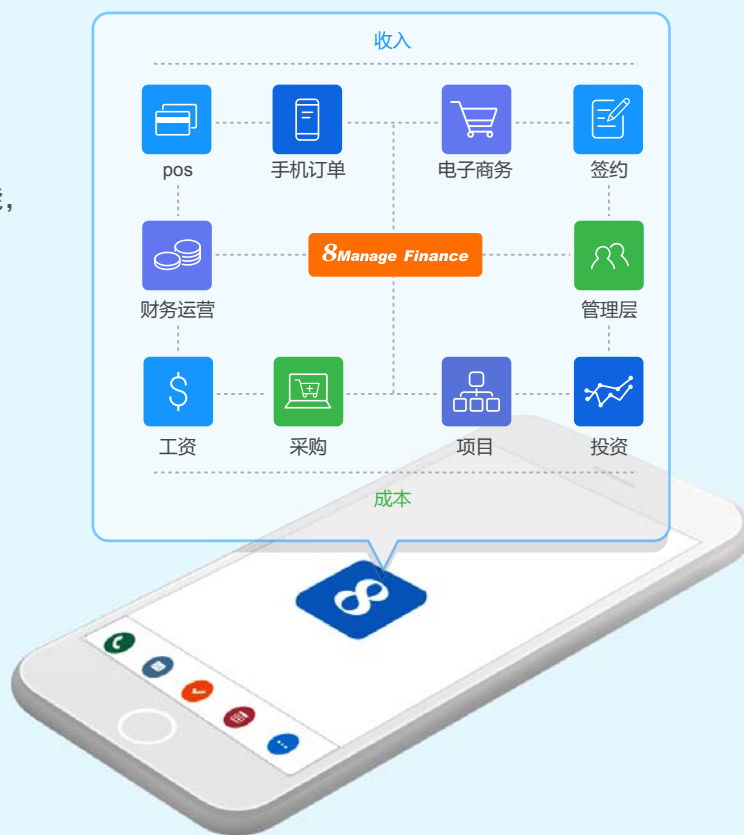 收入
pos
手机订单
电子商务
签约
,
8Manage Finance
财务运营
管理层
工资
采购
项目
投资
成本
8